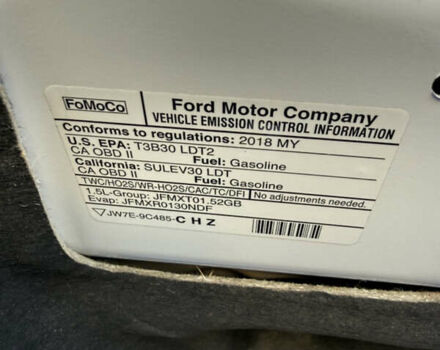 FoMoCo
Ford Motor Company
VEHICLE EMISSION CONTROL INFORMATION
Conforms to regulations: 2018 MY
U.S. EPA: T3B30 LDT2
CA OBD II Fuel: Gasoline
California: SULEV30 LDT
CA OBD II Fuel: Gasoline
TWC/HO2S/WR-HO2S/CAC/TC/DFI No adjustments needed.
1.5L-Group: JFMXT01.52GB
Evap: JFMXR0130NDF
JW7E-9C485-C H Z